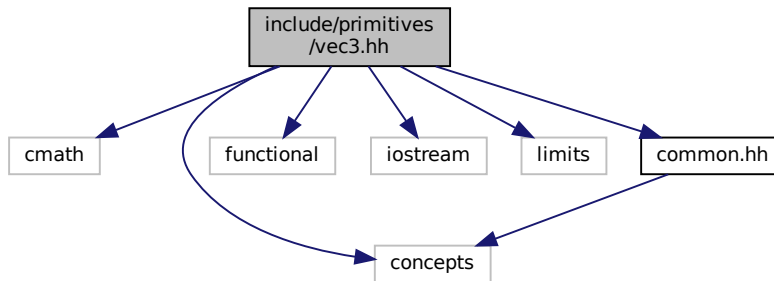 include/primitives
/vec3.hh
cmath
functional
iostream
limits
common.hh
concepts